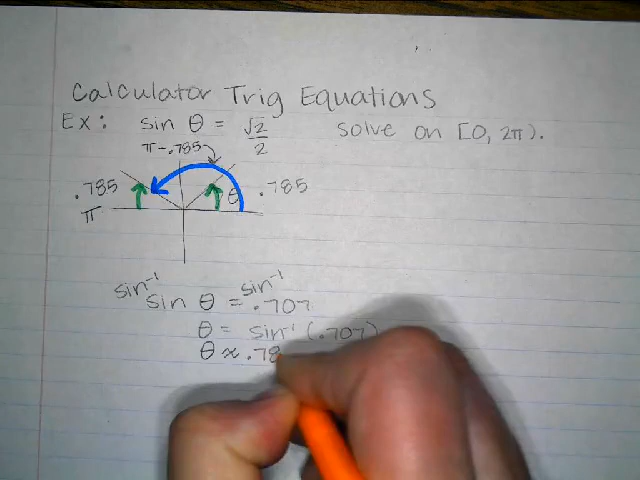 Calculator Trig Equations
Ex: sin θ = √2/2 solve on [0, 2π).
π-.785
.785 θ .785
π
sin⁻¹ sin⁻¹
sin θ = .707
θ = sin⁻¹ (.707)
θ ≈ .78